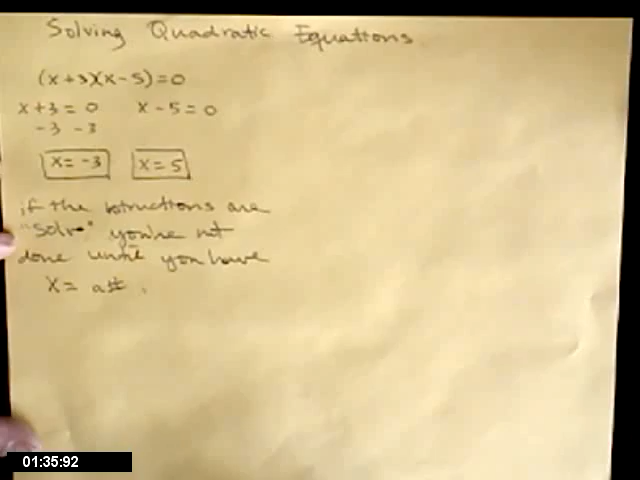 Solving Quadratic Equations
(x+3)(x-5)=0
x+3=0 x-5=0
-3 -3
x=-3 x=5
if the instructions are
"solve" you're not
done until you have
x= a#.
01:35:92